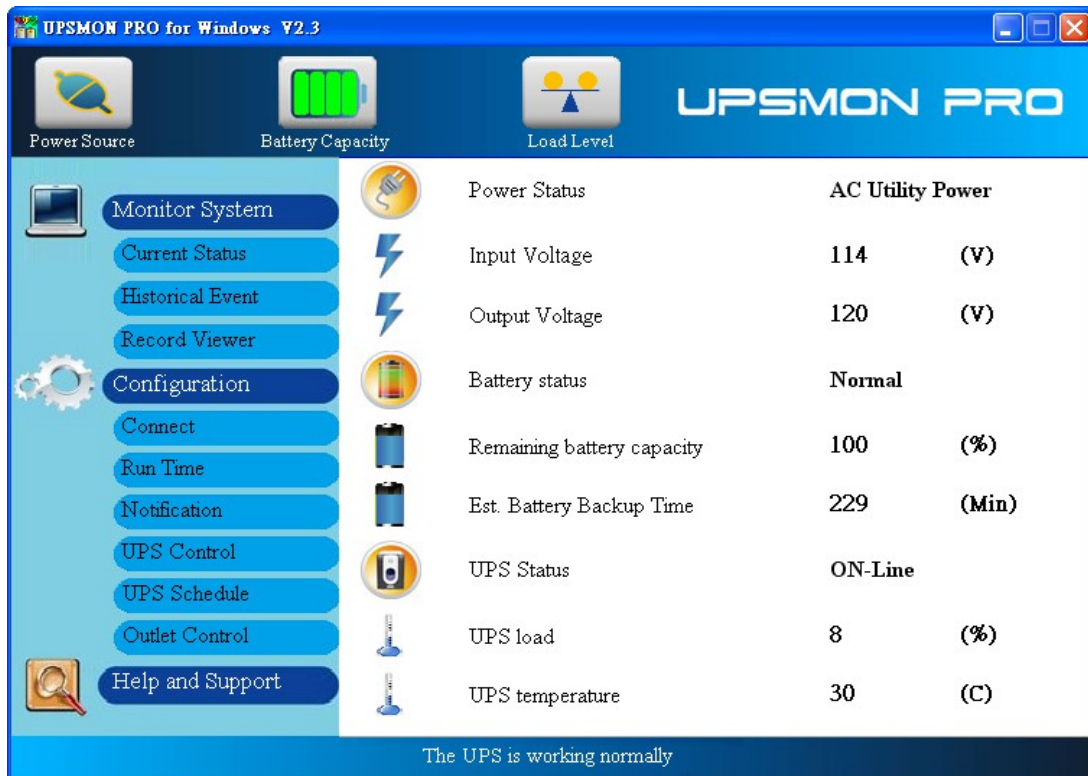 UPSMON PRO for Windows V2.3
Power Source
Battery Capacity
Load Level
UPSMON PRO
Monitor System
Current Status
Historical Event
Record Viewer
Configuration
Connect
Run Time
Notification
UPS Control
UPS Schedule
Outlet Control
Help and Support
Power Status AC Utility Power
Input Voltage 114 (V)
Output Voltage 120 (V)
Battery status Normal
Remaining battery capacity 100 (%)
Est. Battery Backup Time 229 (Min)
UPS Status ON-Line
UPS load 8 (%)
UPS temperature 30 (C)
The UPS is working normally